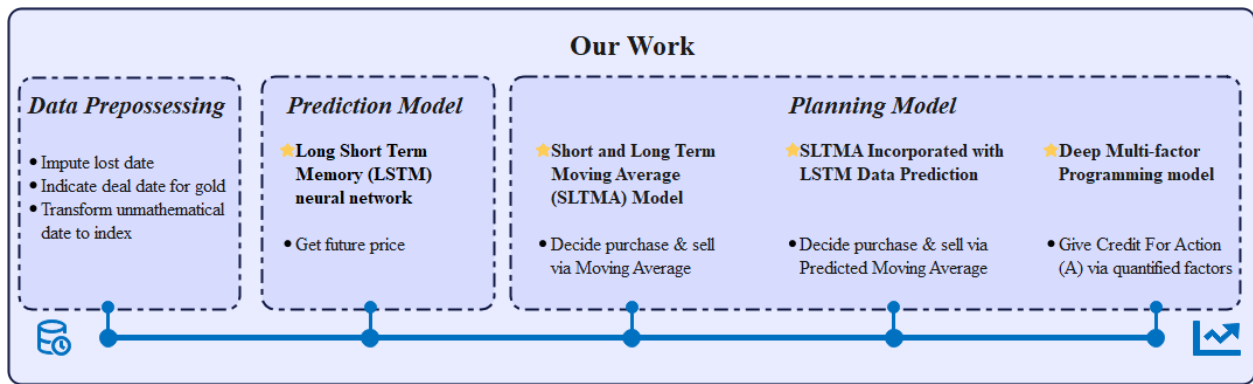 Our Work
Data Prepossessing
• Impute lost date
• Indicate deal date for gold
• Transform unmathematical
date to index
Prediction Model
Long Short Term
Memory (LSTM)
neural network
• Get future price
Planning Model
Short and Long Term
Moving Average
(SLTMA) Model
• Decide purchase & sell
via Moving Average
SLTMA Incorporated with
LSTM Data Prediction
• Decide purchase & sell via
Predicted Moving Average
Deep Multi-factor
Programming model
• Give Credit For Action
(A) via quantified factors